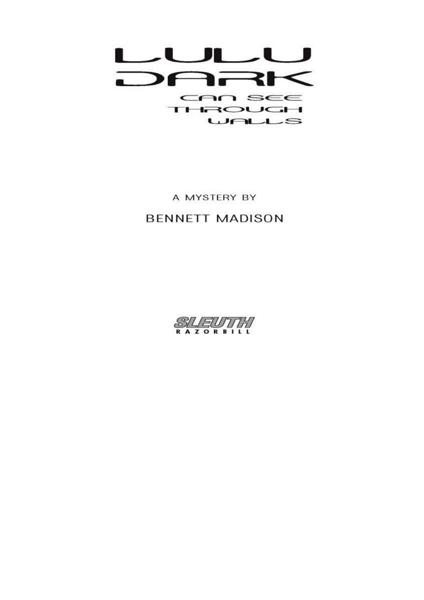 LULU
DARK
CAN SEE
THROUGH
WALLS
A MYSTERY BY
BENNETT MADISON
SLEUTH
RAZORBILL